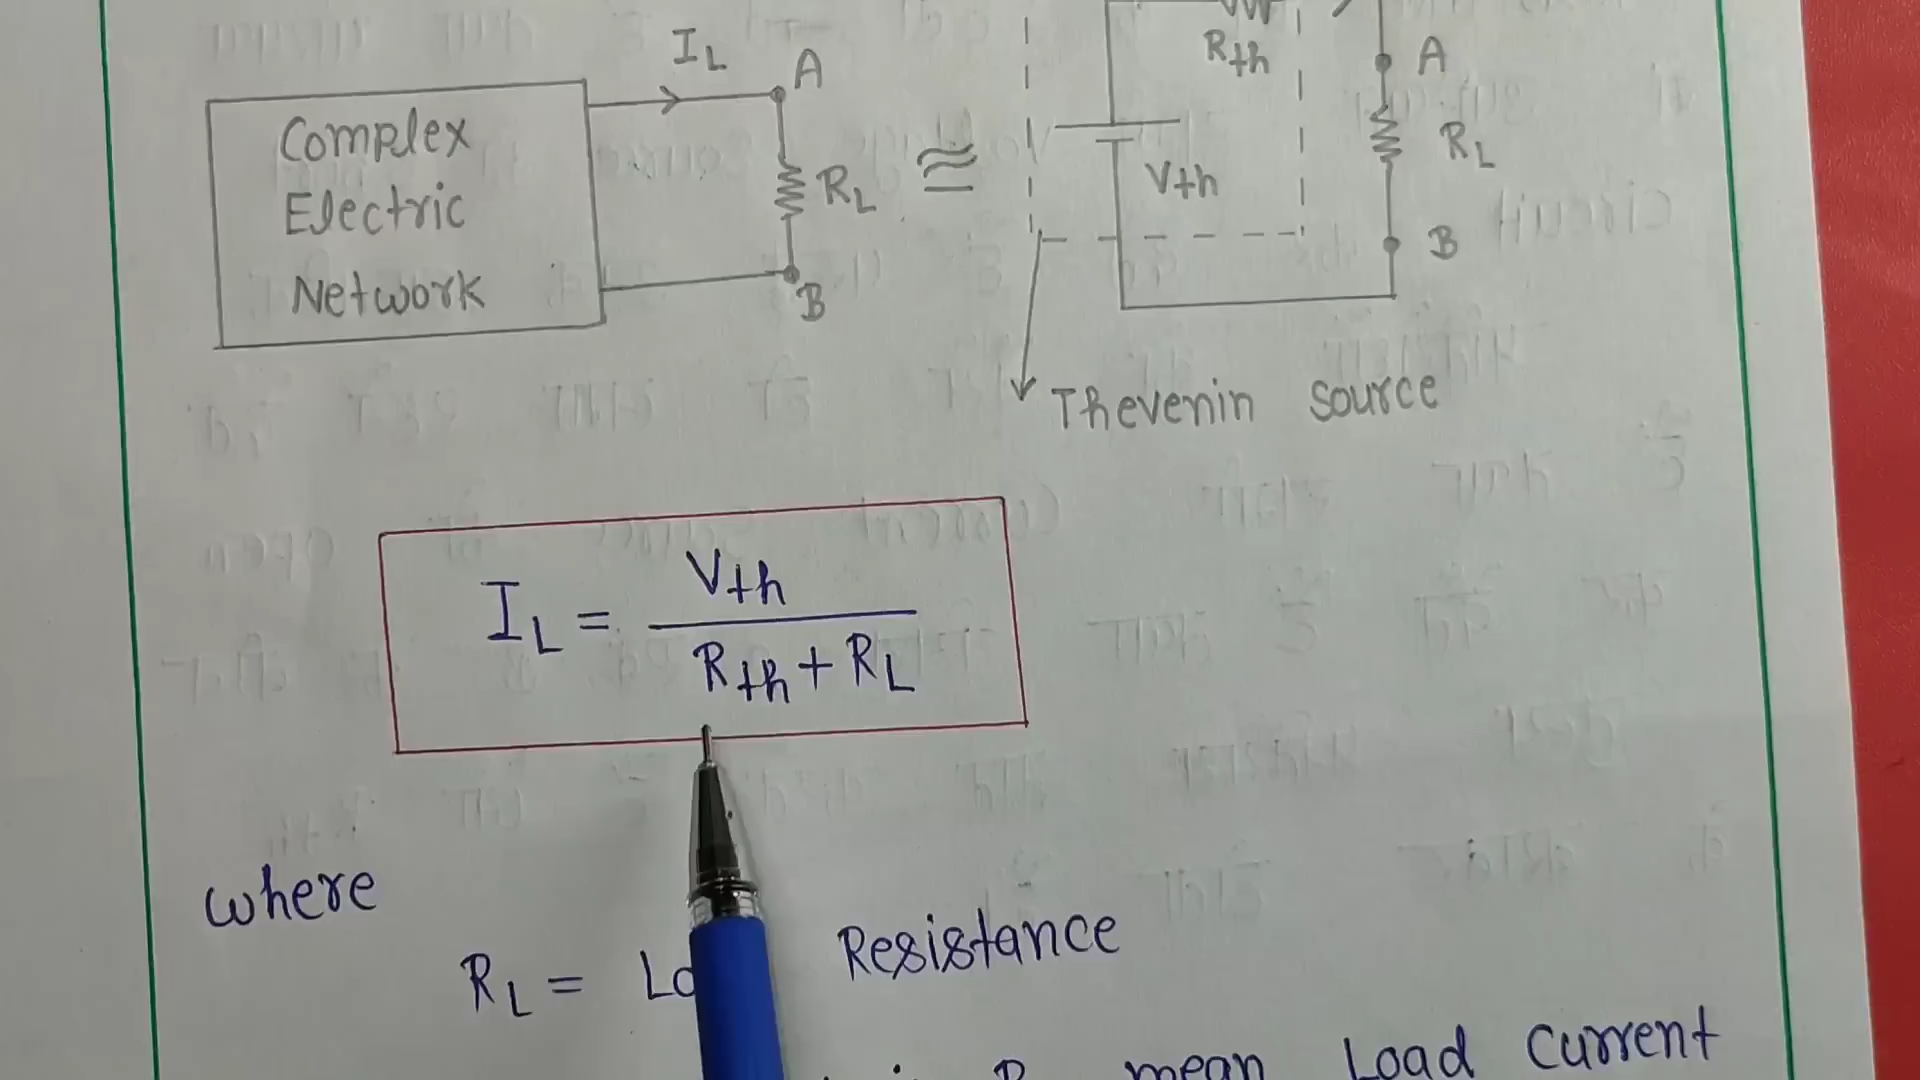 IL
A
Complex
Electric
Network
RL
B
≅
Rth
A
Vth
RL
B
Thevenin source
IL = Vth
Rth + RL
where
RL = Resistance
mean Load Current